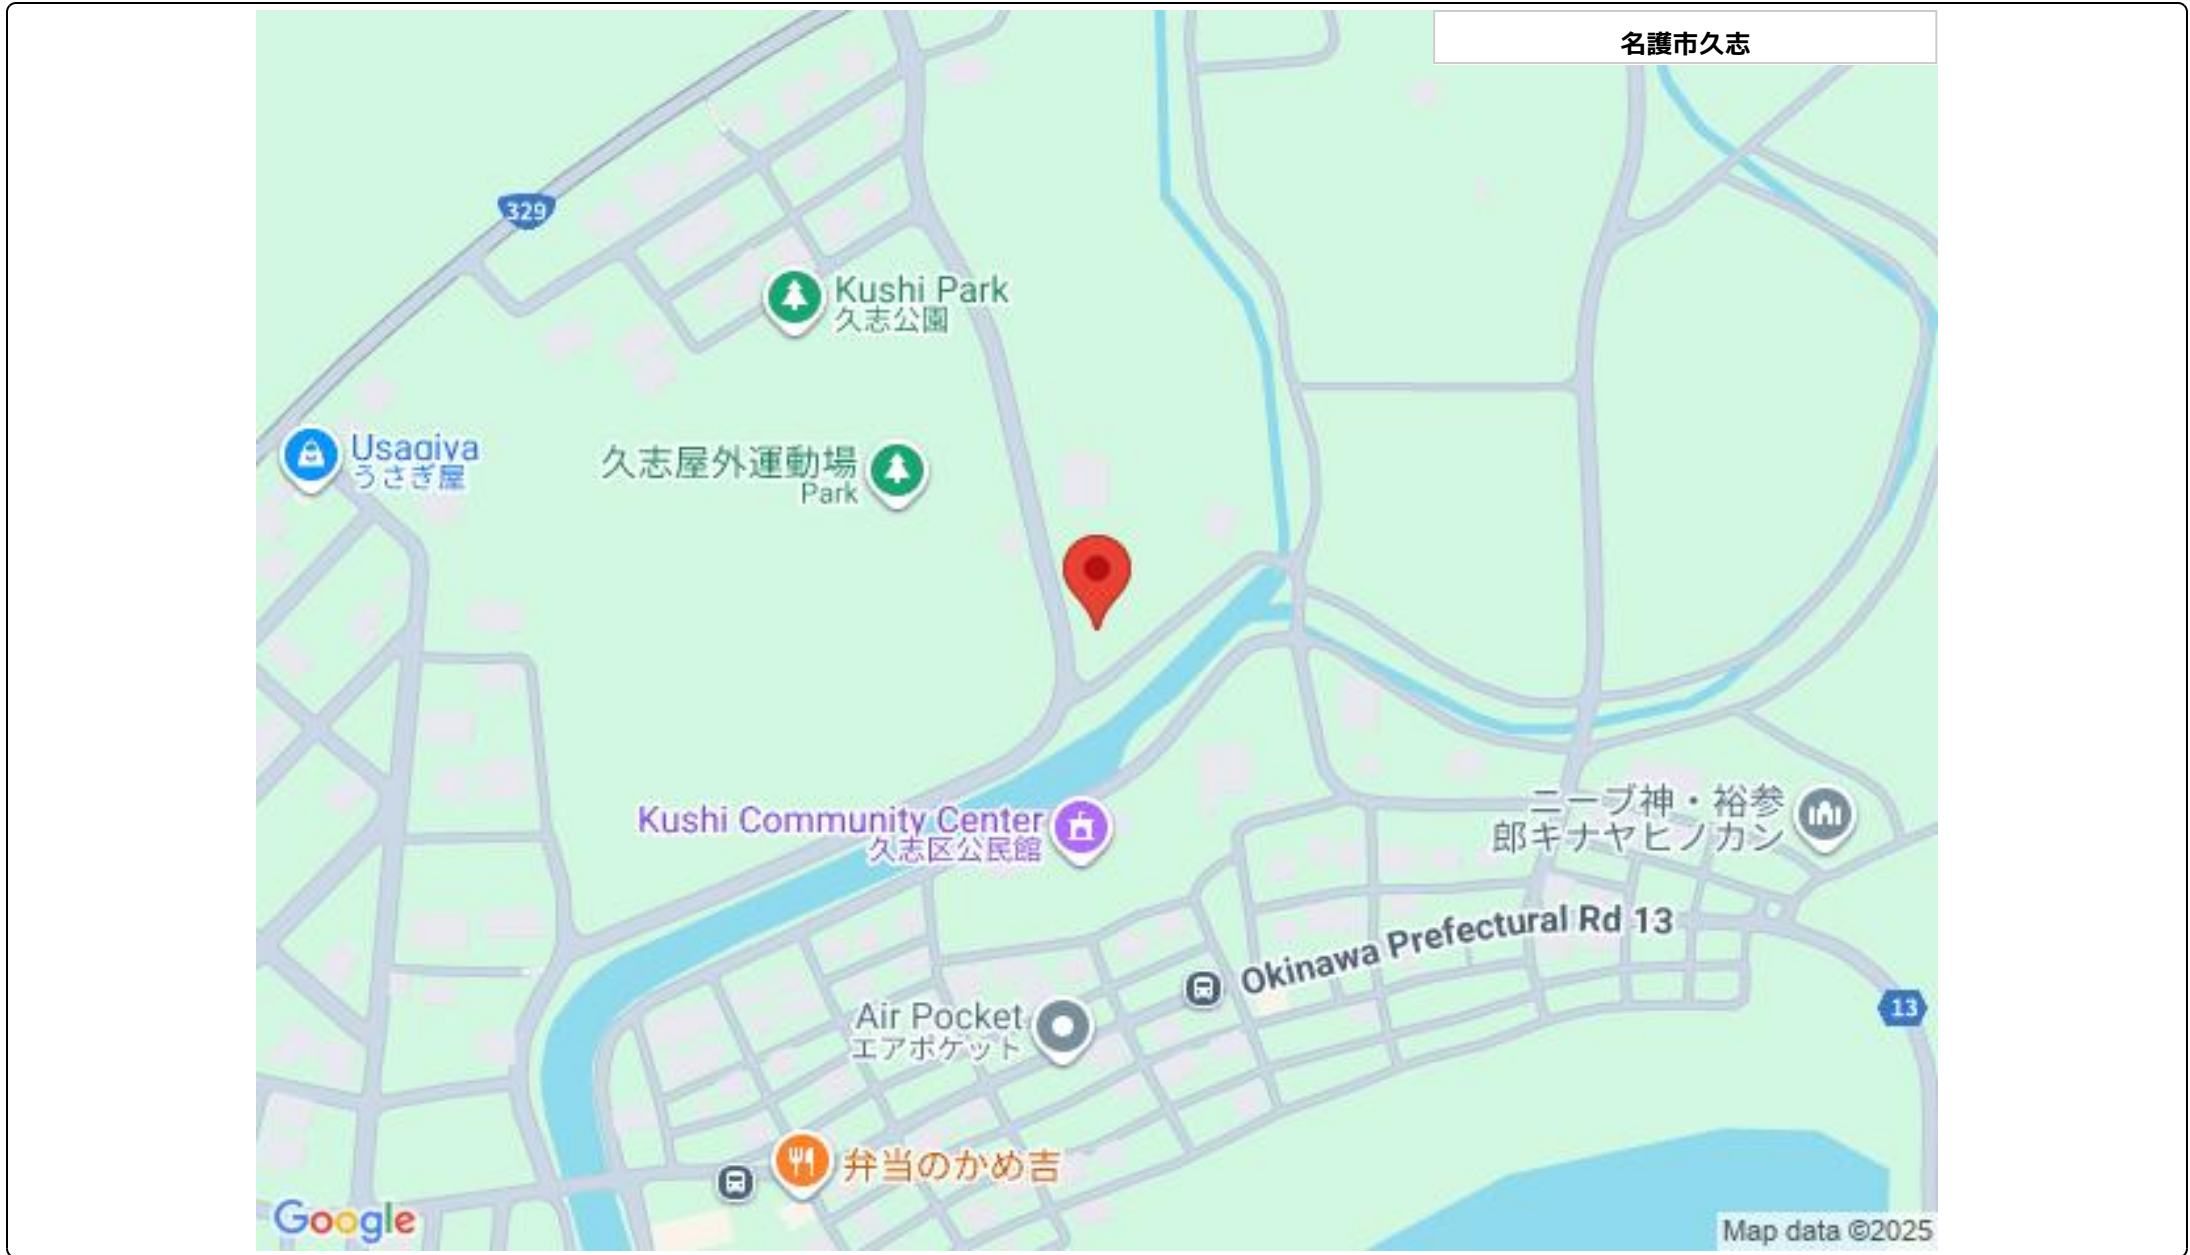 名護市久志
329
Kushi Park
久志公園
Usagiya
うさぎ屋
久志屋外運動場
Park
Kushi Community Center
久志区公民館
ニーブ神・裕参
郎キナヤヒノカン
Okinawa Prefectural Rd 13
13
Air Pocket
エアポケット
弁当のかめ吉
Google
Map data ©2025